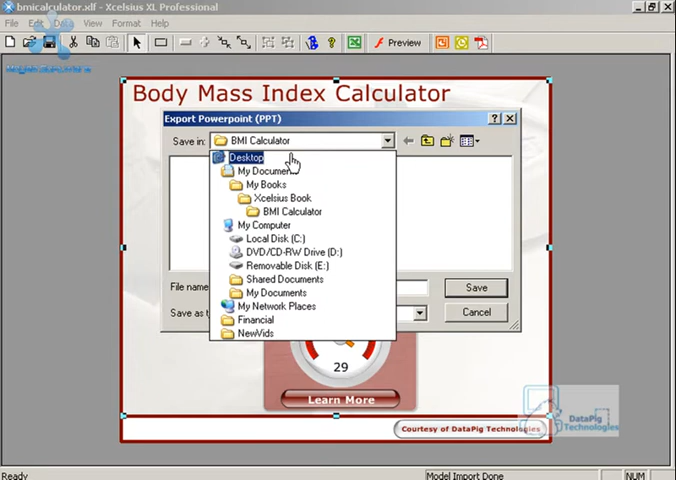 bmicalculator.xlf - Xcelsius XL Professional
File Edit
Preview
Body Mass Index Calculator
Export Powerpoint (PPT)
Save in: BMI Calculator
Desktop
My Documents
My Books
Xcelsius Book
BMI Calculator
My Computer
Local Disk (C:)
DVD/CD-RW Drive (D:)
Removable Disk (E:)
Shared Documents
My Documents
My Network Places
Financial
NewVids
File name
Save
Save as t
Cancel
29
Learn More
Courtesy of DataPig Technologies
DataPig
Technologies
Ready Model Import Done NUM